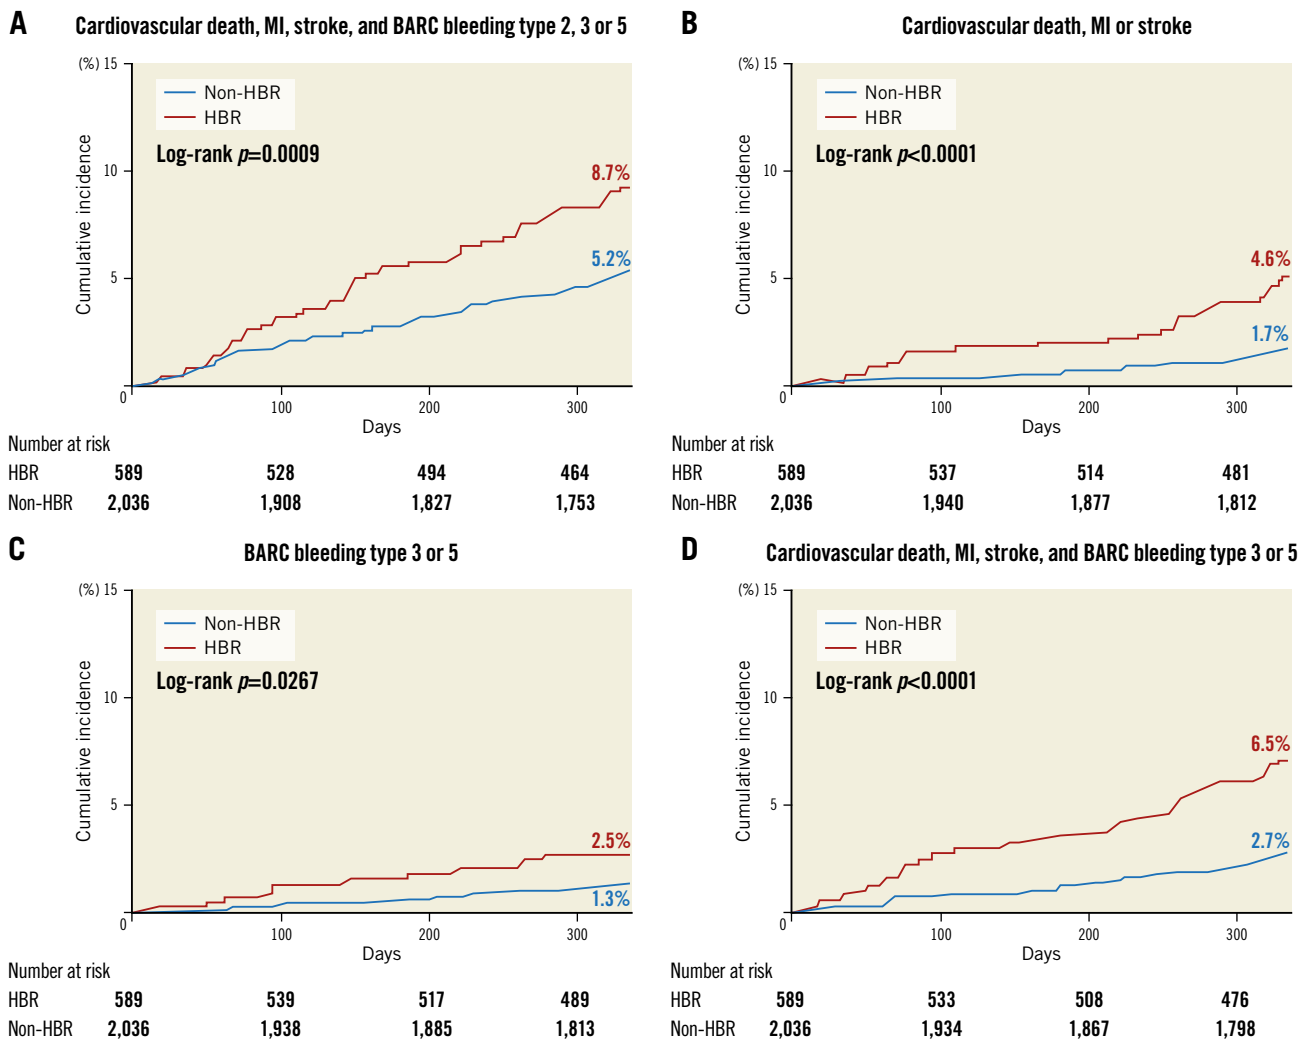 A Cardiovascular death, MI, stroke, and BARC bleeding type 2, 3 or 5
(%) 15
Non-HBR
HBR
Log-rank p=0.0009
10
8.7%
5.2%
5
0
Cumulative incidence
100 200 300
Days
Number at risk
HBR 589 528 494 464
Non-HBR 2,036 1,908 1,827 1,753
B Cardiovascular death, MI or stroke
(%) 15
Non-HBR
HBR
Log-rank p<0.0001
10
4.6%
5
1.7%
0
Cumulative incidence
100 200 300
Days
Number at risk
HBR 589 537 514 481
Non-HBR 2,036 1,940 1,877 1,812
C BARC bleeding type 3 or 5
(%) 15
Non-HBR
HBR
Log-rank p=0.0267
10
5
2.5%
1.3%
0
Cumulative incidence
100 200 300
Days
Number at risk
HBR 589 539 517 489
Non-HBR 2,036 1,938 1,885 1,813
D Cardiovascular death, MI, stroke, and BARC bleeding type 3 or 5
(%) 15
Non-HBR
HBR
Log-rank p<0.0001
10
6.5%
5
2.7%
0
Cumulative incidence
100 200 300
Days
Number at risk
HBR 589 533 508 476
Non-HBR 2,036 1,934 1,867 1,798